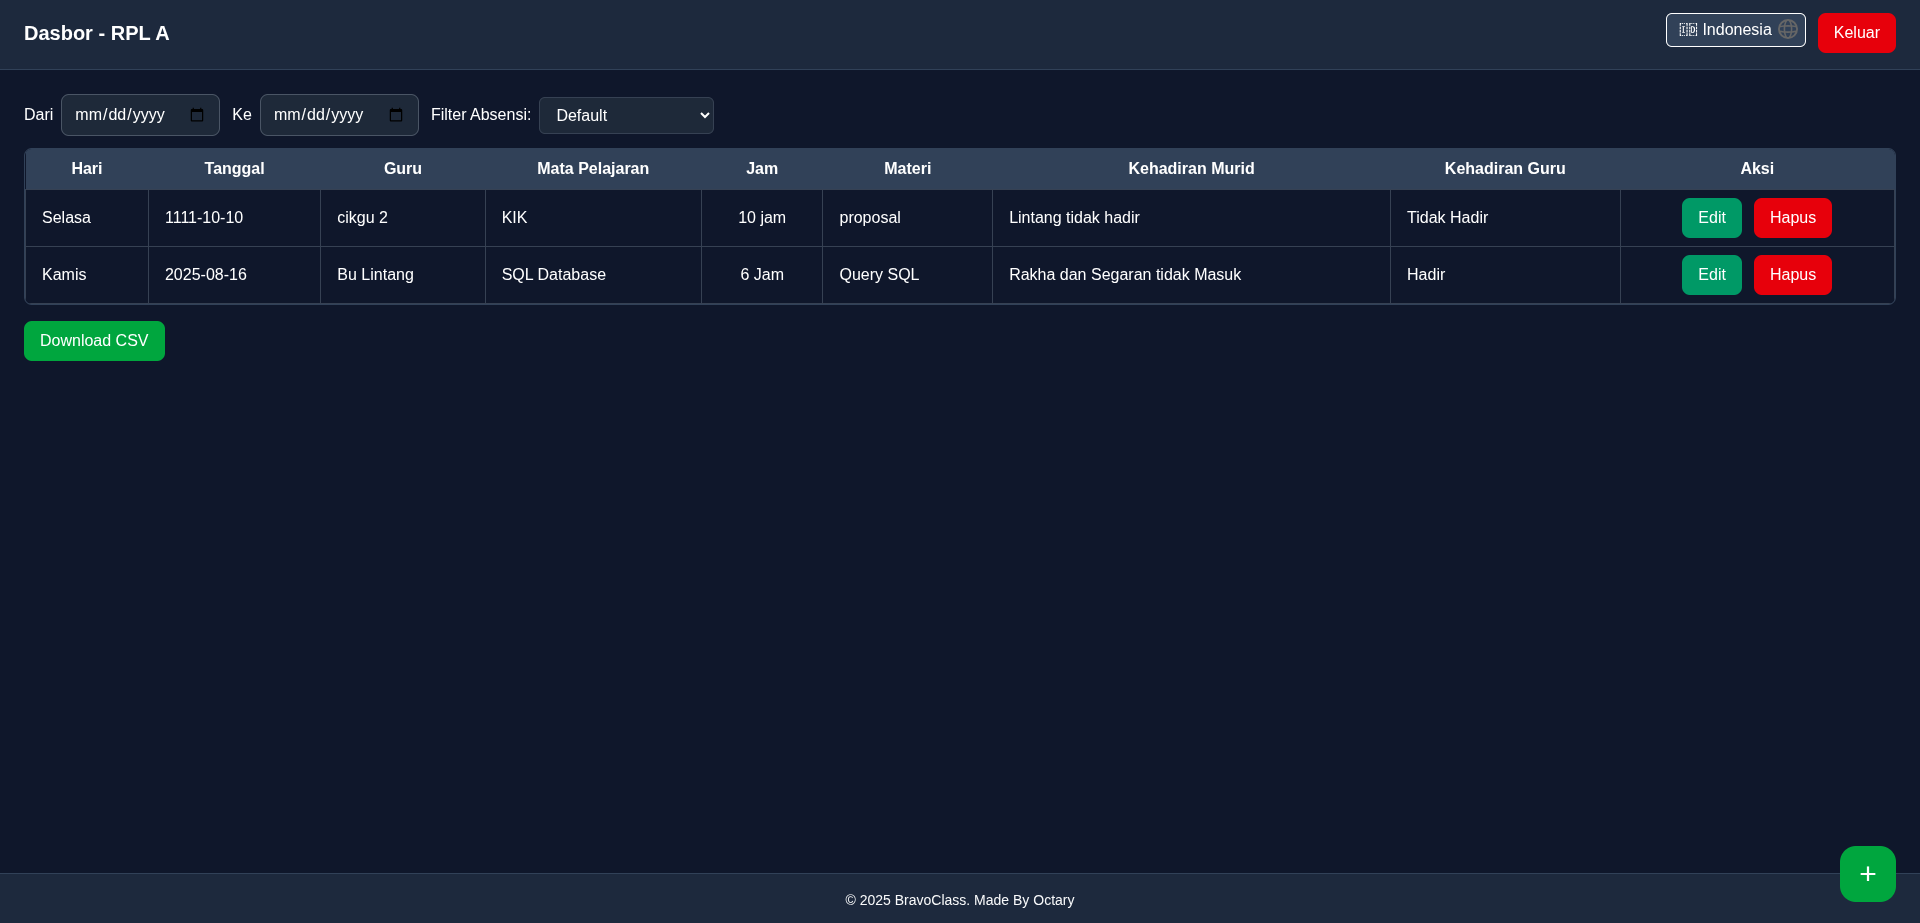 Dasbor - RPL A
Indonesia
Keluar
Dari mm/dd/yyyy Ke mm/dd/yyyy Filter Absensi: Default
Hari Tanggal Guru Mata Pelajaran Jam Materi Kehadiran Murid Kehadiran Guru Aksi
Selasa 1111-10-10 cikgu 2 KIK 10 jam proposal Lintang tidak hadir Tidak Hadir Edit Hapus
Kamis 2025-08-16 Bu Lintang SQL Database 6 Jam Query SQL Rakha dan Segaran tidak Masuk Hadir Edit Hapus
Download CSV
+
© 2025 BravoClass. Made By Octary